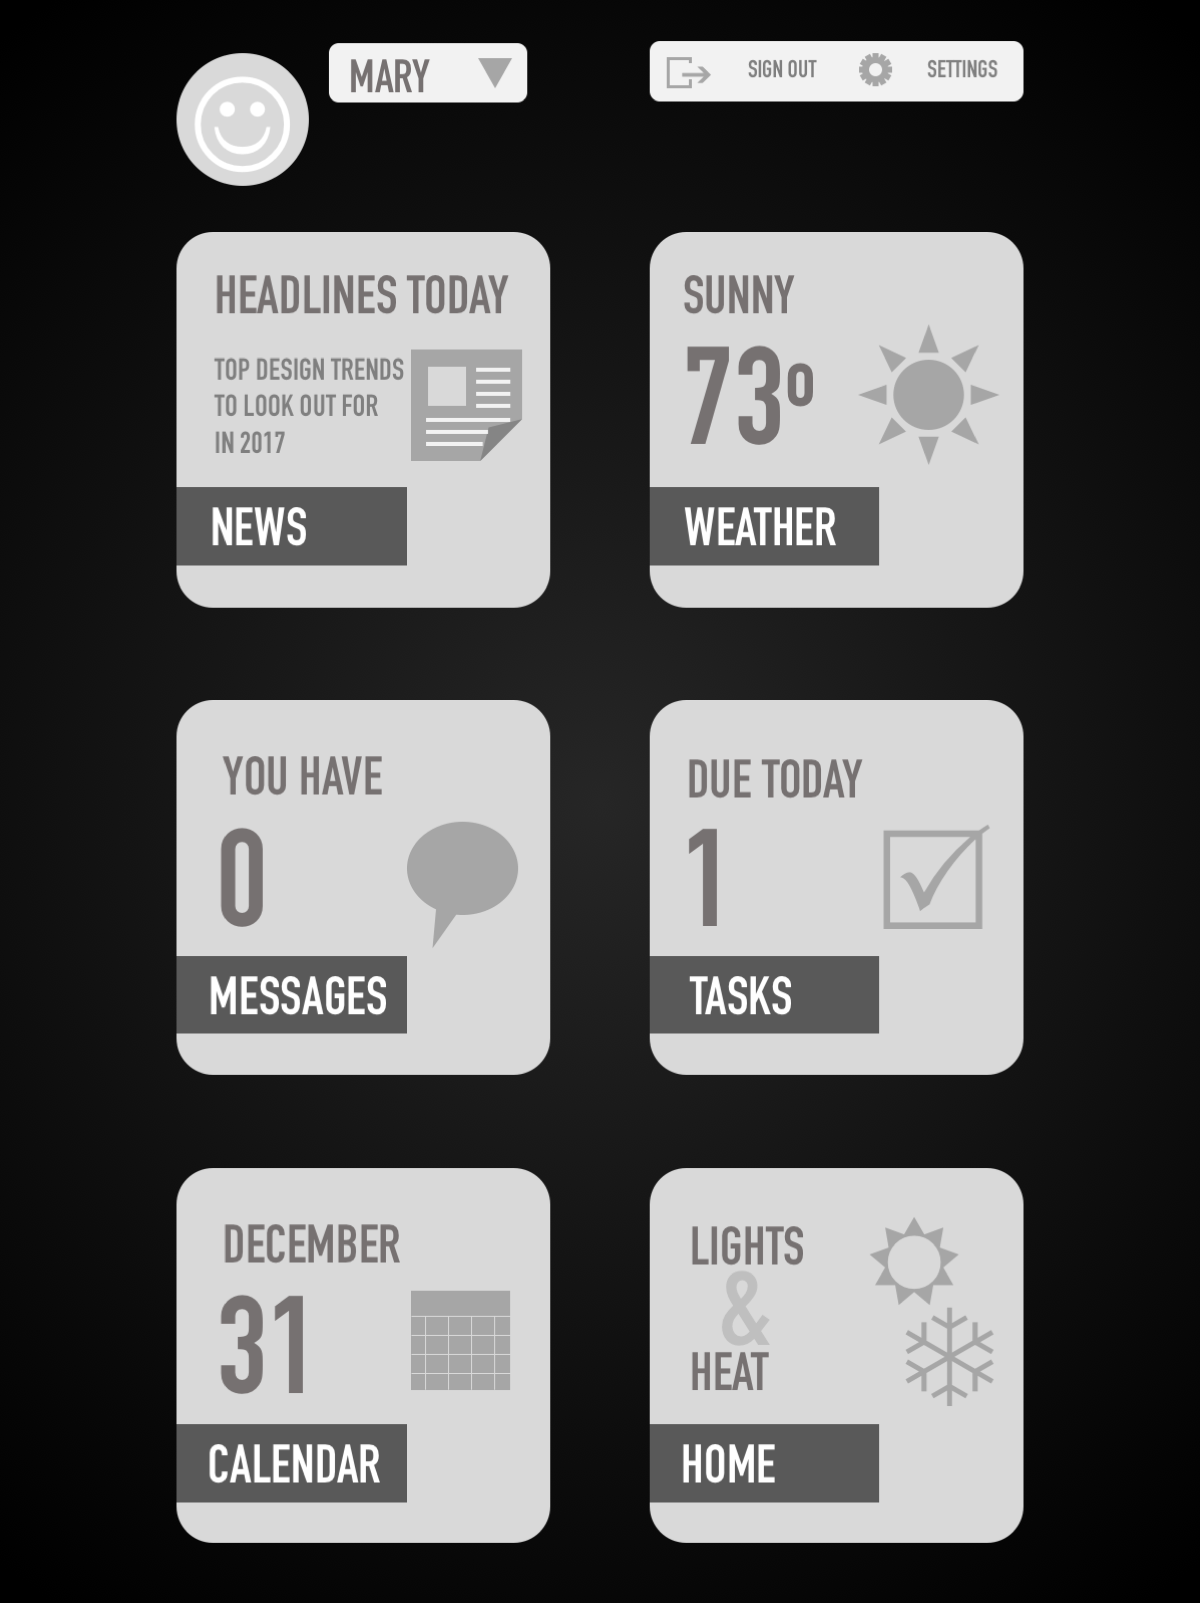 MARY
SIGN OUT
SETTINGS
HEADLINES TODAY
TOP DESIGN TRENDS
TO LOOK OUT FOR
IN 2017
NEWS
SUNNY
73º
WEATHER
YOU HAVE
0
MESSAGES
DUE TODAY
1
TASKS
DECEMBER
31
CALENDAR
LIGHTS
&
HEAT
HOME